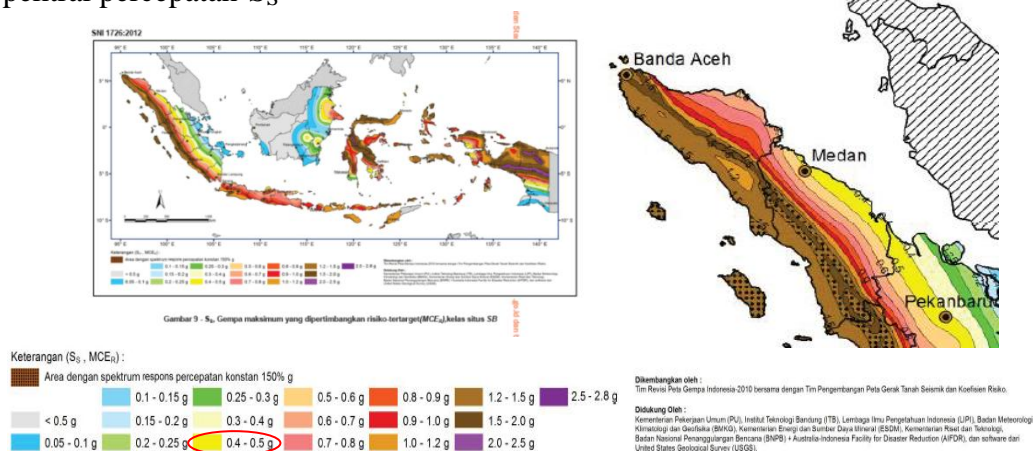 pentral percepatan S_S
SNI 1726:2012
Gambar 9 - S_S, Gempa maksimum yang dipertimbangkan risiko-tertarget(MCE_R),kelas situs SB
Banda Aceh
Medan
Pekanbaru
Keterangan (S_S , MCE_R) :
Area dengan spektrum respons percepatan konstan 150% g
0.1 - 0.15 g 0.25 - 0.3 g 0.5 - 0.6 g 0.8 - 0.9 g 1.2 - 1.5 g 2.5 - 2.8 g
< 0.5 g 0.15 - 0.2 g 0.3 - 0.4 g 0.6 - 0.7 g 0.9 - 1.0 g 1.5 - 2.0 g
0.05 - 0.1 g 0.2 - 0.25 g 0.4 - 0.5 g 0.7 - 0.8 g 1.0 - 1.2 g 2.0 - 2.5 g
Dikembangkan oleh :
Tim Revisi Peta Gempa Indonesia-2010 bersama dengan Tim Pengembangan Peta Gerak Tanah Seismik dan Koefisien Risiko.
Didukung Oleh :
Kementerian Pekerjaan Umum (PU), Institut Teknologi Bandung (ITB), Lembaga Ilmu Pengetahuan Indonesia (LIPI), Badan Meteorologi
Klimatologi dan Geofisika (BMKG), Kementerian Energi dan Sumber Daya Mineral (ESDM), Kementerian Riset dan Teknologi,
Badan Nasional Penanggulangan Bencana (BNPB) + Australia-Indonesia Facility for Disaster Reduction (AIFDR), dan software dari
United States Geological Survey (USGS).